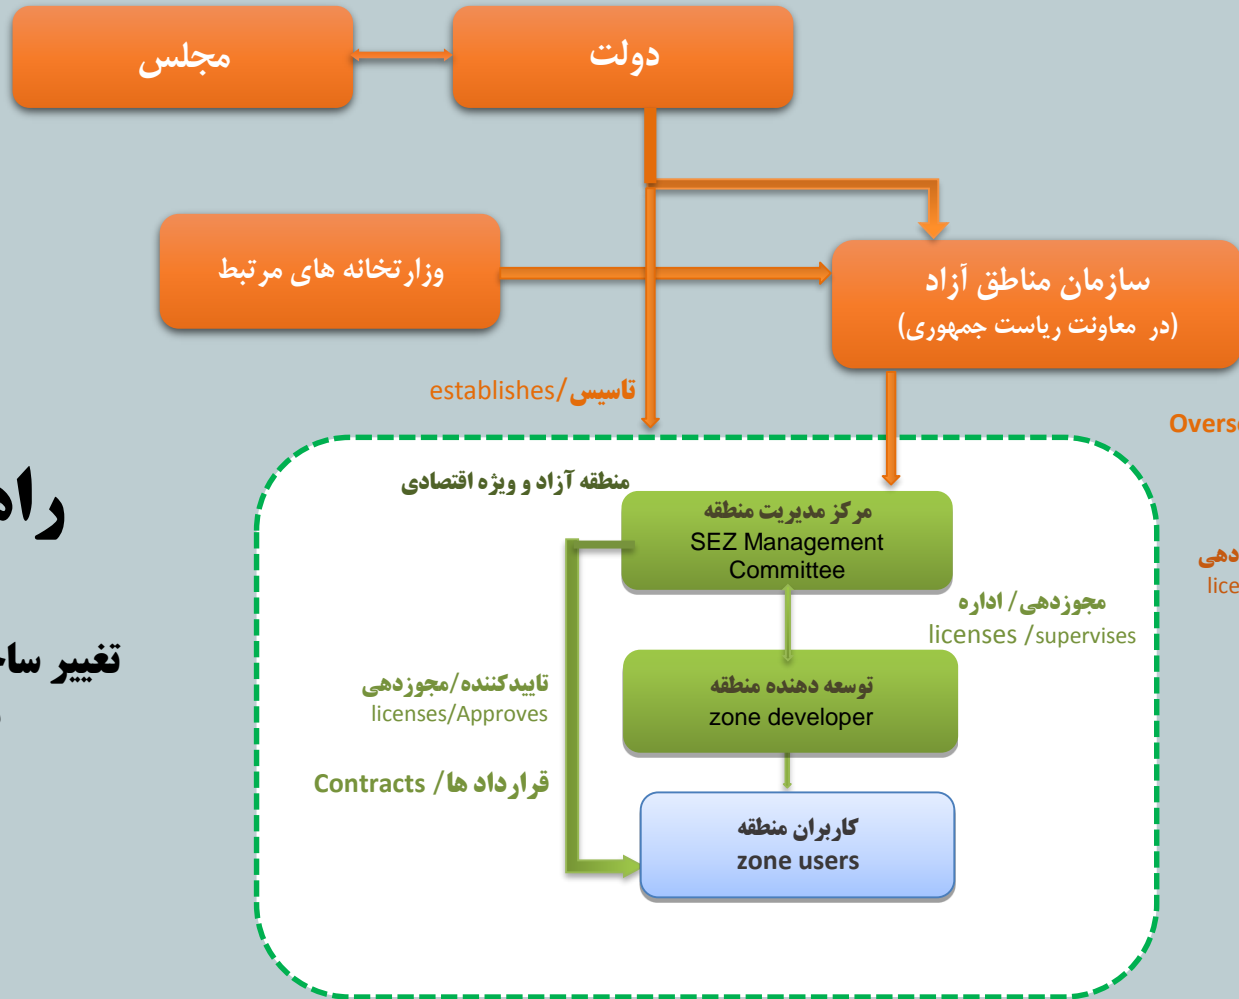 دولت
مجلس
وزارتخانه های مرتبط
سازمان مناطق آزاد
(در معاونت ریاست جمهوری)
تاسیس/establishes
منطقه آزاد و ویژه اقتصادی
مرکز مدیریت منطقه
SEZ Management
Committee
مجوزدهی/ اداره
licenses /supervises
توسعه دهنده منطقه
zone developer
تاییدکننده/مجوزدهی
licenses/Approves
قرارداد ها/ Contracts
کاربران منطقه
zone users
تغییر